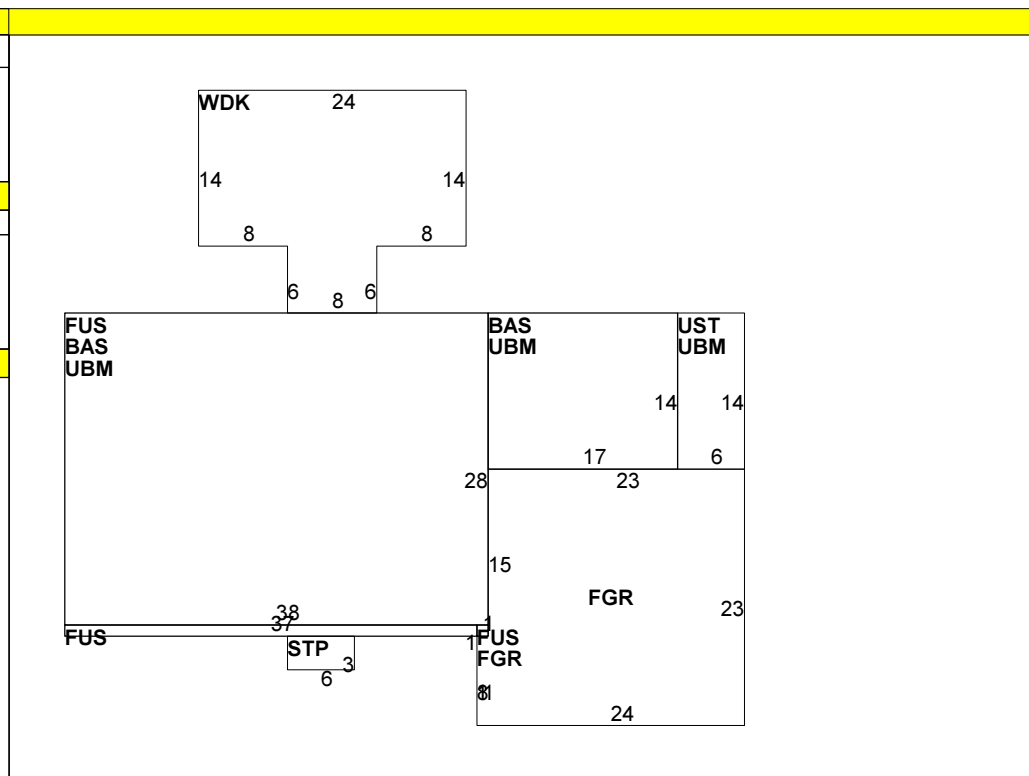 WDK 24
14 14
8 8
6 8 6
FUS
BAS
UBM
BAS
UBM
UST
UBM
14 14
17 6
28 23
15
FGR
23
38
37 1
FUS
STP
3
6
1
FUS
FGR
8
24